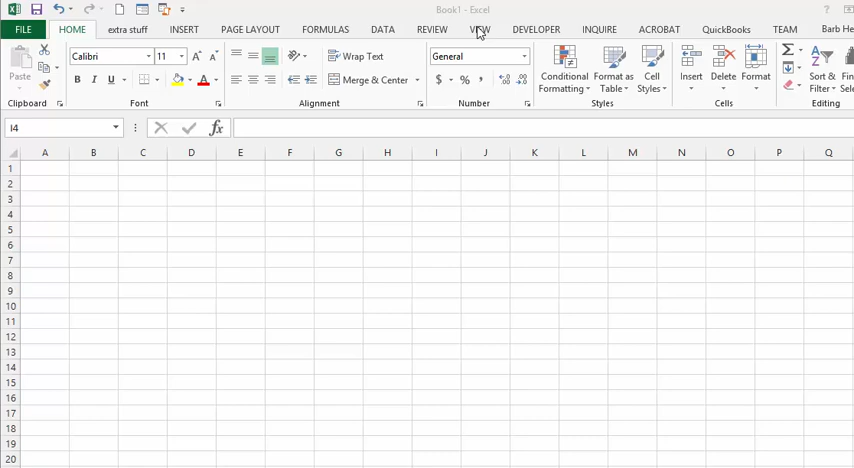 Book1 - Excel
?
FILE HOME extra stuff INSERT PAGE LAYOUT FORMULAS DATA REVIEW VIEW DEVELOPER INQUIRE ACROBAT QuickBooks TEAM Barb He
Paste
Calibri 11 A A
B I U A
Clipboard
Font
Wrap Text
Merge & Center
Alignment
General
$ % ,
Number
Conditional Formatting
Format as Table
Cell Styles
Styles
Insert Delete Format
Cells
Sort & Filter
Editing
I4 fx
A B C D E F G H I J K L M N O P Q
1
2
3
4
5
6
7
8
9
10
11
12
13
14
15
16
17
18
19
20